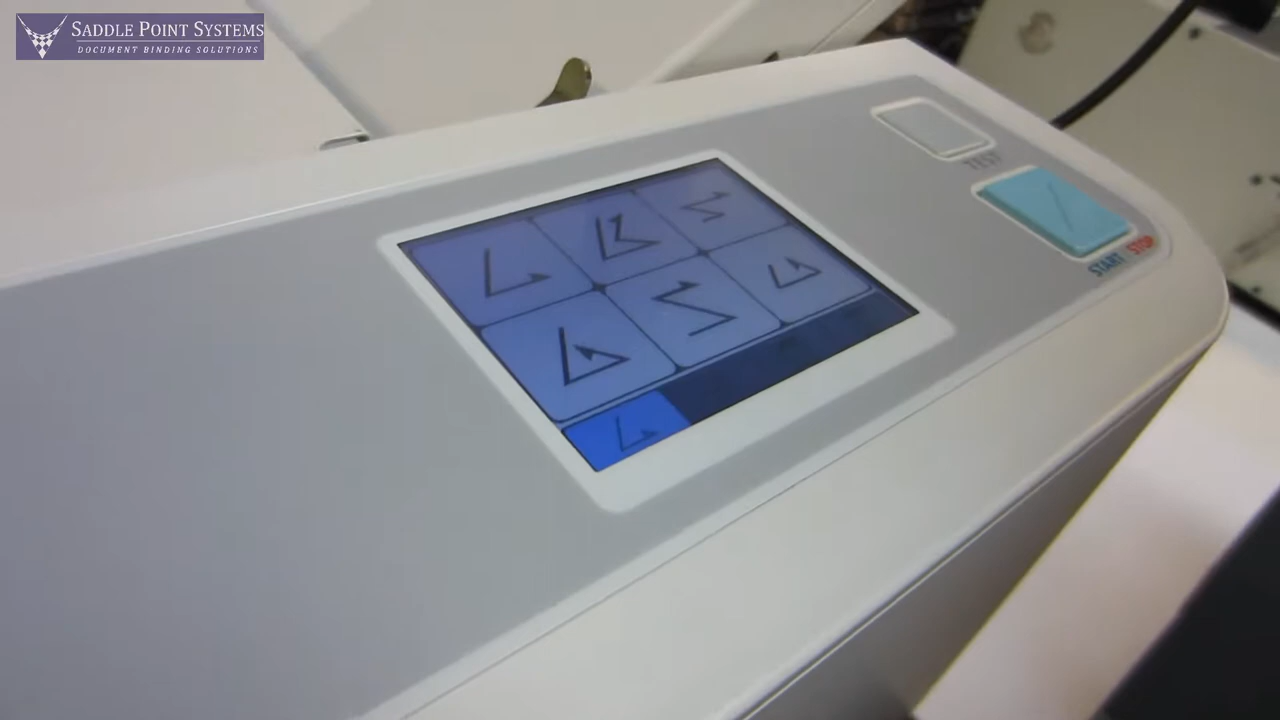 SADDLE POINT SYSTEMS
DOCUMENT BINDING SOLUTIONS
TEST
START STOP